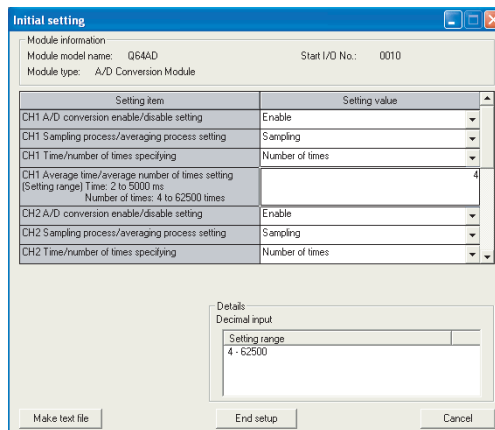 Initial setting
Module information
Module model name: Q64AD Start I/O No.: 0010
Module type: A/D Conversion Module
Setting item Setting value
CH1 A/D conversion enable/disable setting Enable
CH1 Sampling process/averaging process setting Sampling
CH1 Time/number of times specifying Number of times
CH1 Average time/average number of times setting 4
(Setting range) Time: 2 to 5000 ms
Number of times: 4 to 62500 times
CH2 A/D conversion enable/disable setting Enable
CH2 Sampling process/averaging process setting Sampling
CH2 Time/number of times specifying Number of times
Details
Decimal input
Setting range
4 - 62500
Make text file End setup Cancel